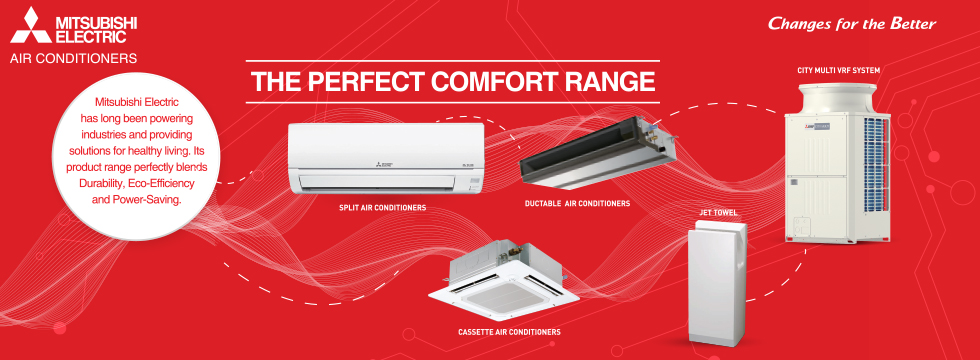 MITSUBISHI
ELECTRIC
AIR CONDITIONERS
Changes for the Better
THE PERFECT COMFORT RANGE
Mitsubishi Electric
has long been powering
industries and providing
solutions for healthy living. Its
product range perfectly blends
Durability, Eco-Efficiency
and Power-Saving.
CITY MULTI VRF SYSTEM
SPLIT AIR CONDITIONERS
DUCTABLE AIR CONDITIONERS
JET TOWEL
CASSETTE AIR CONDITIONERS